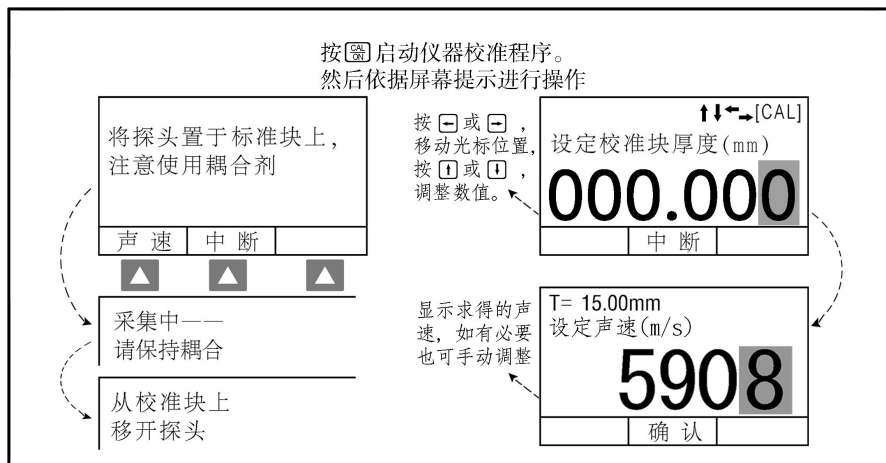 按CAL ON启动仪器校准程序。
然后依据屏幕提示进行操作
将探头置于标准块上，
注意使用耦合剂
声速 中断
采集中——
请保持耦合
从校准块上
移开探头
按←或→，
移动光标位置，
按↑或↓，
调整数值。
↑↓←→[CAL]
设定校准块厚度(mm)
000.000
中断
显示求得的声
速，如有必要
也可手动调整
T= 15.00mm
设定声速(m/s)
5908
确认